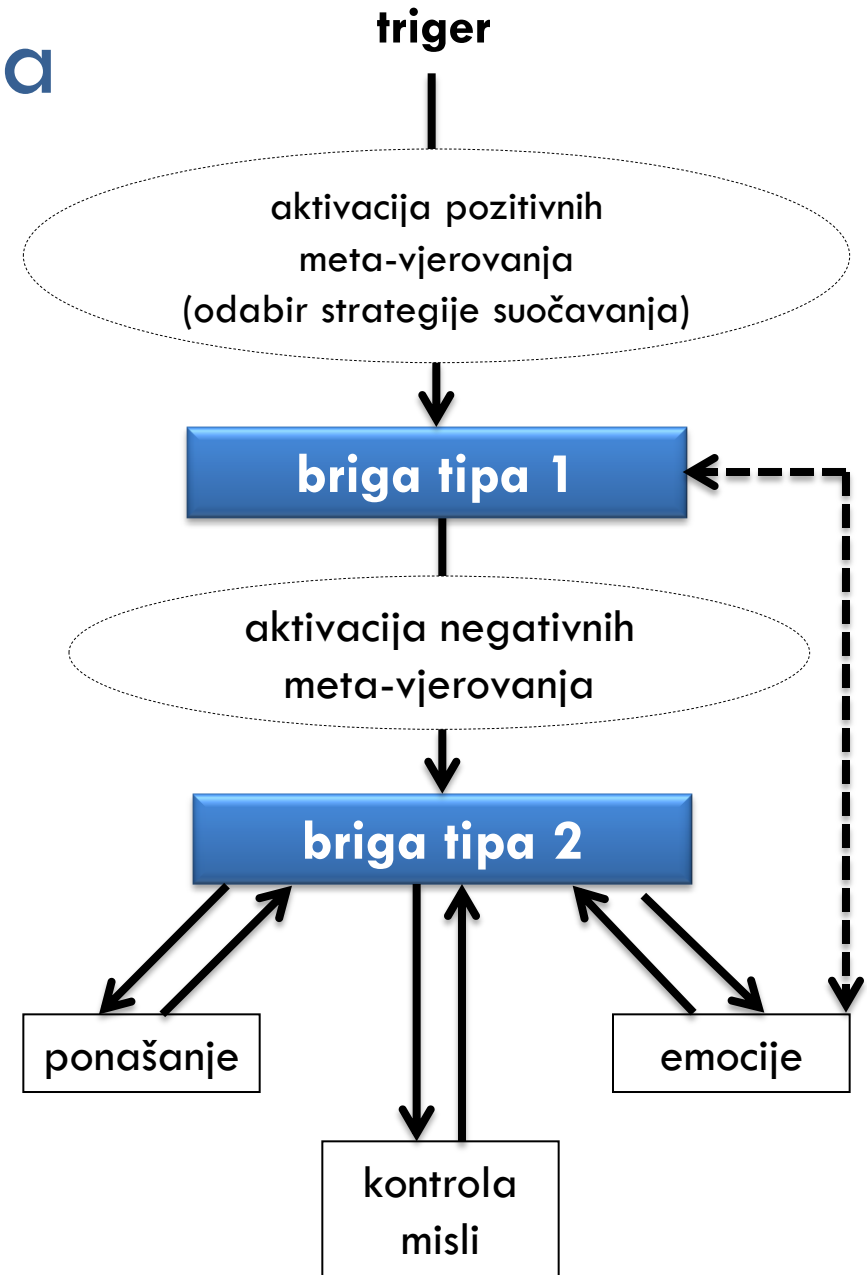 a
triger
aktivacija pozitivnih
meta-vjerovanja
(odabir strategije suočavanja)
briga tipa 1
aktivacija negativnih
meta-vjerovanja
briga tipa 2
ponašanje
emocije
kontrola
misli